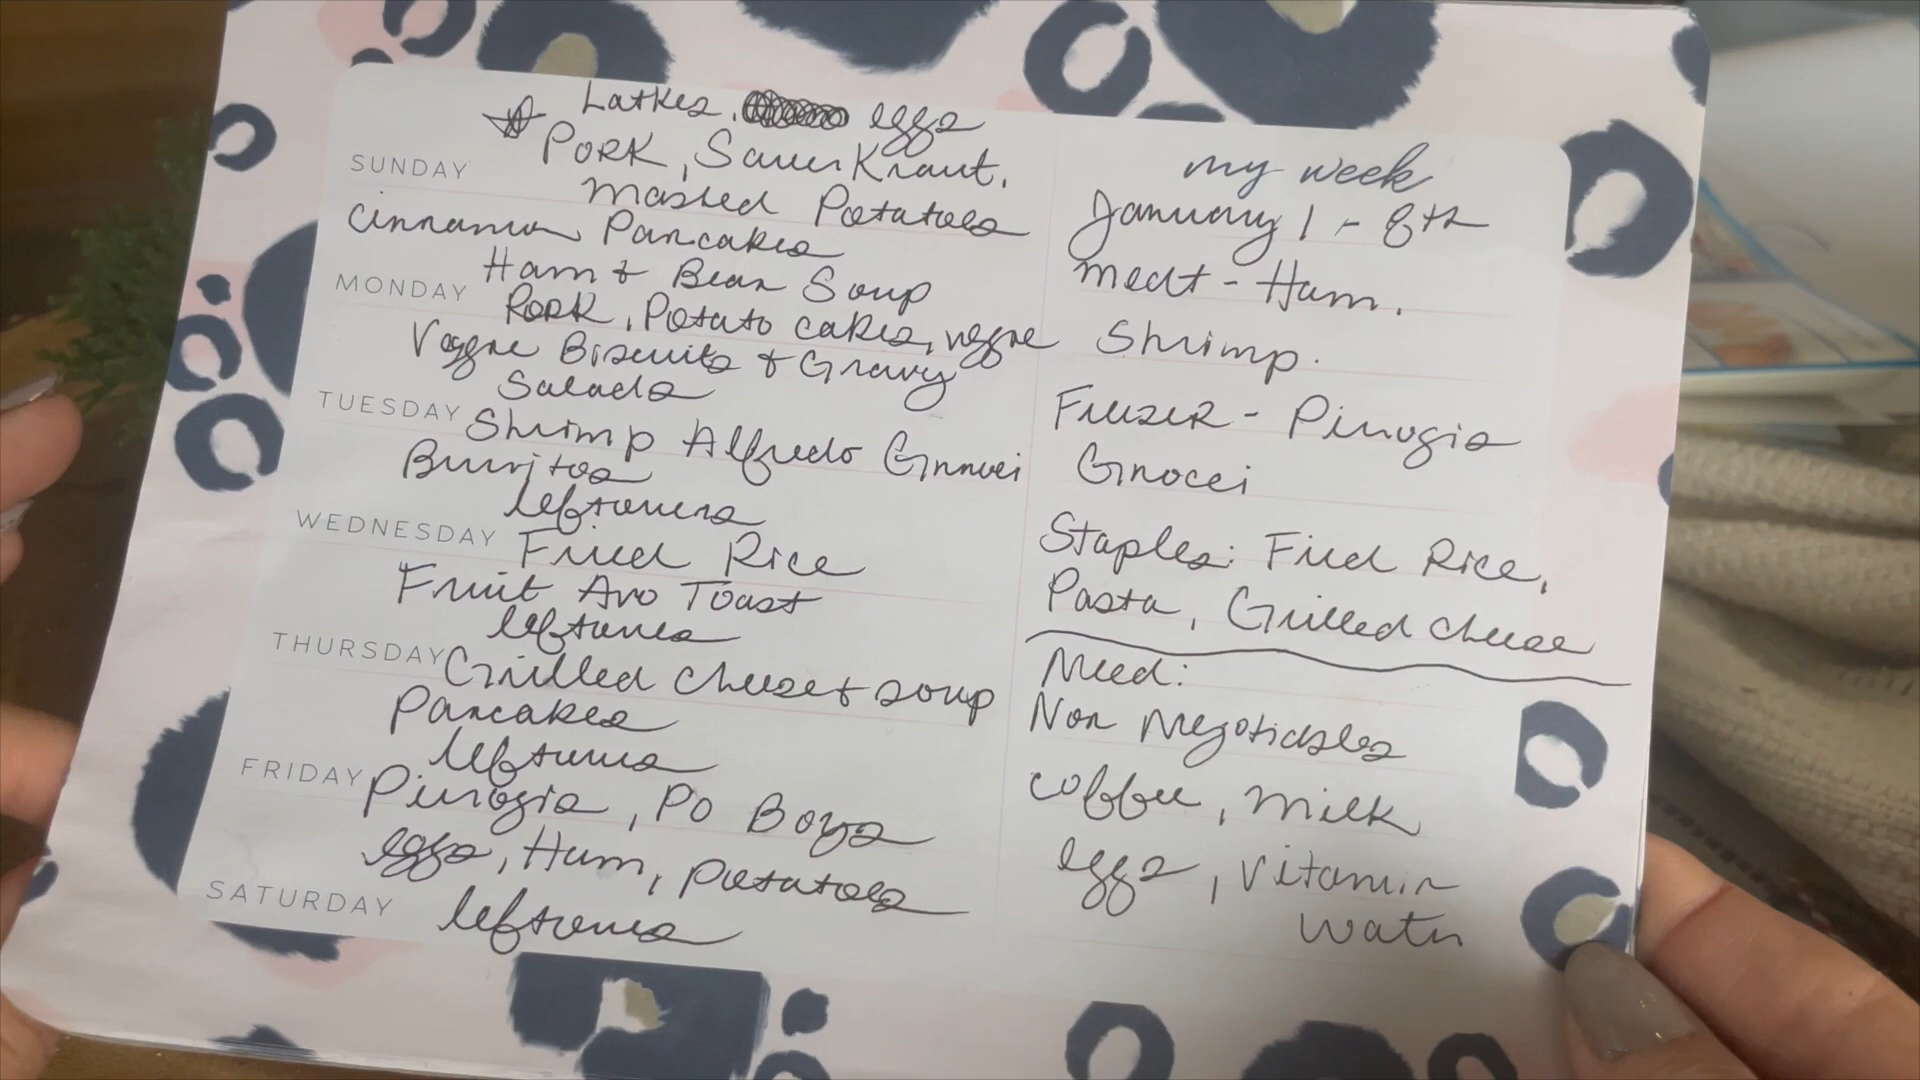 Latkes, eggs
PORK, SauerKraut,
SUNDAY
Mashed Potatoes
Cinnamon Pancakes
Ham & Bean Soup
MONDAY
PORK, Potato cakes, veggie
Veggie Biscuits & Gravy
Salads
TUESDAY
Shrimp Alfredo Gnnoci
Burritos
leftovers
WEDNESDAY
Fried Rice
Fruit Avo Toast
leftovers
THURSDAY
Grilled cheese & soup
Pancakes
leftovers
FRIDAY
Pierogis, PO Boys
eggs, Ham, Potatoes
SATURDAY
leftovers
my week
January 1 - 8th
Meat - Ham.
Shrimp.
Freezer - Pierogis
Gnocci
Staples: Fried Rice,
Pasta, Grilled cheese
Need:
Non Negotiables
coffee, milk
eggs, Vitamin
Water